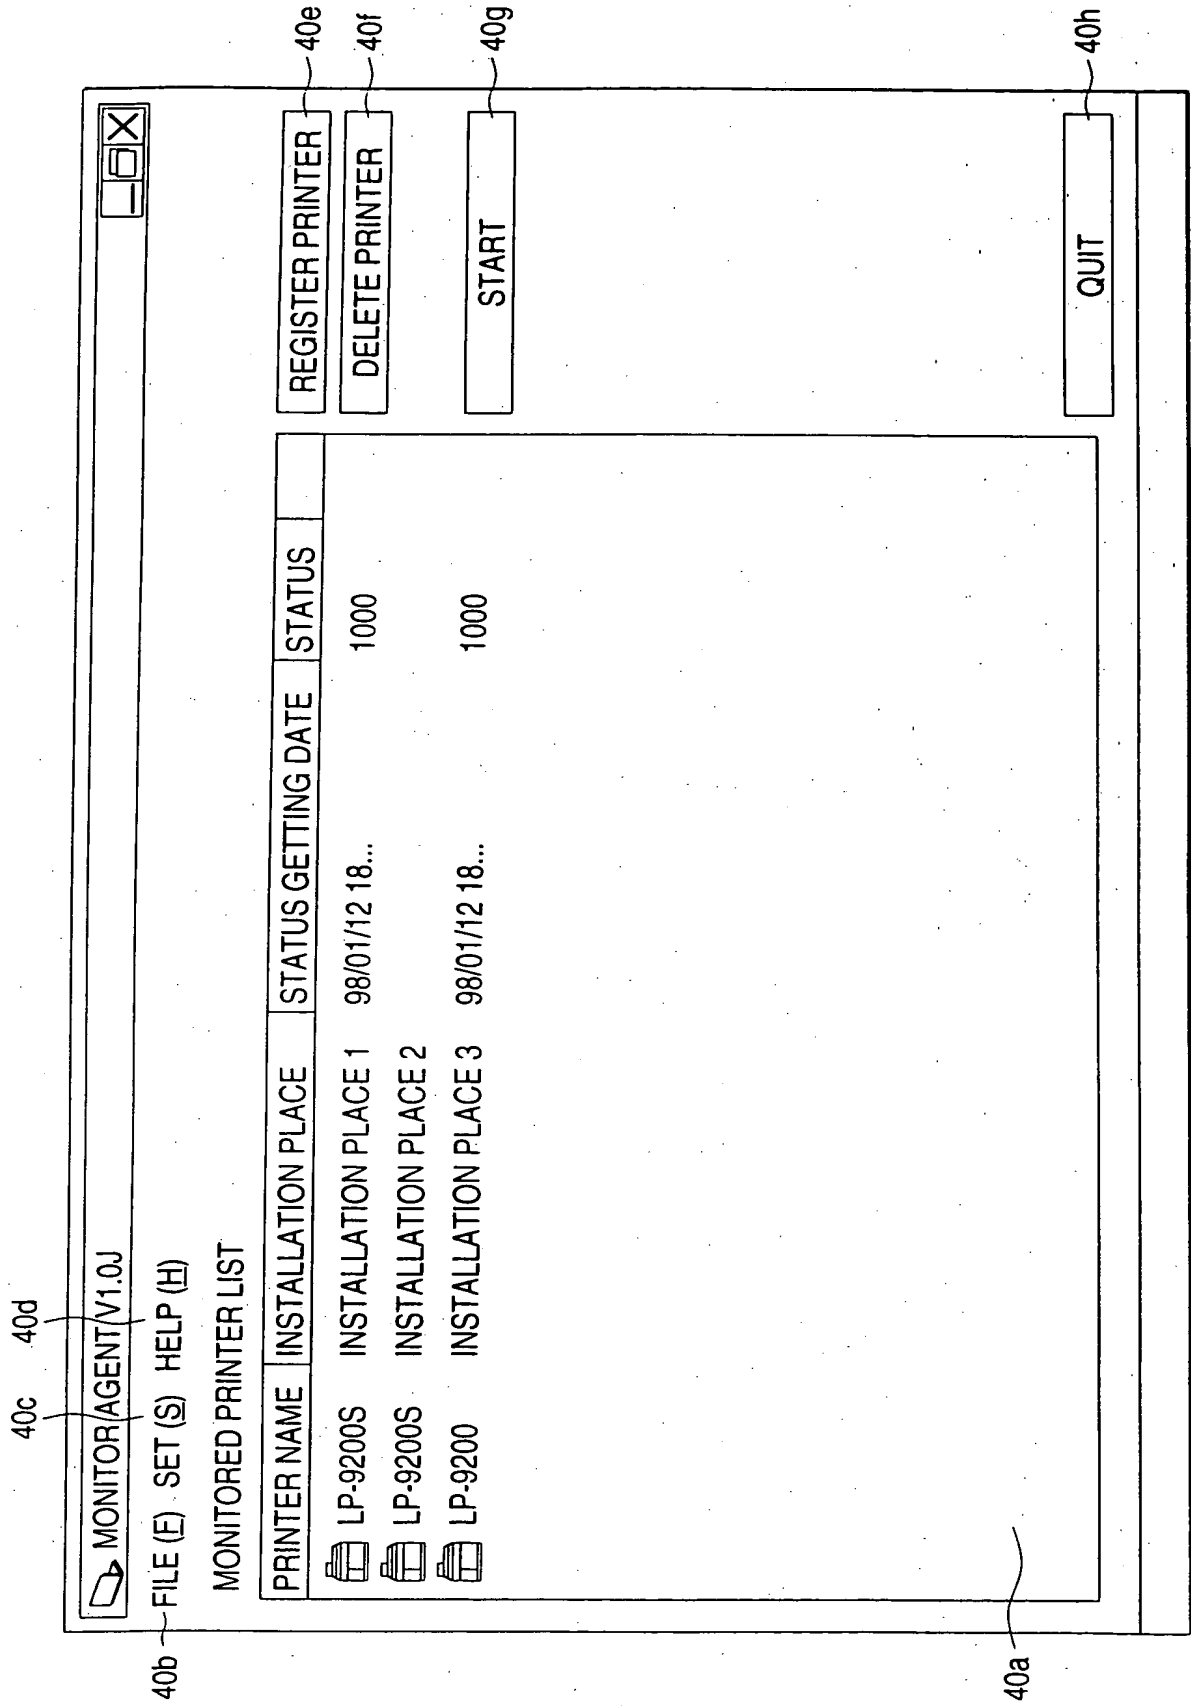 40c 40d
MONITOR AGENT V1.0J
40b FILE (F) SET (S) HELP (H)
MONITORED PRINTER LIST
PRINTER NAME INSTALLATION PLACE STATUS GETTING DATE STATUS
LP-9200S INSTALLATION PLACE 1 98/01/12 18... 1000
LP-9200S INSTALLATION PLACE 2
LP-9200 INSTALLATION PLACE 3 98/01/12 18... 1000
REGISTER PRINTER 40e
DELETE PRINTER 40f
START 40g
QUIT 40h
40a